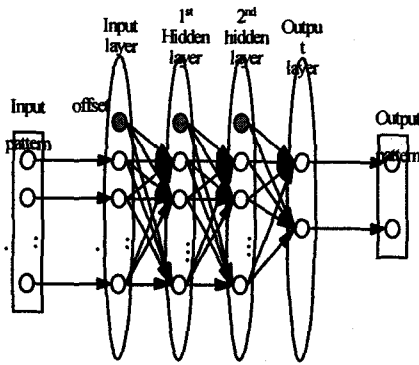 Input
layer
1st
Hidden
layer
2nd
hidden
layer
Outpu
t layer
Input
pattern
offset
Output
pattern